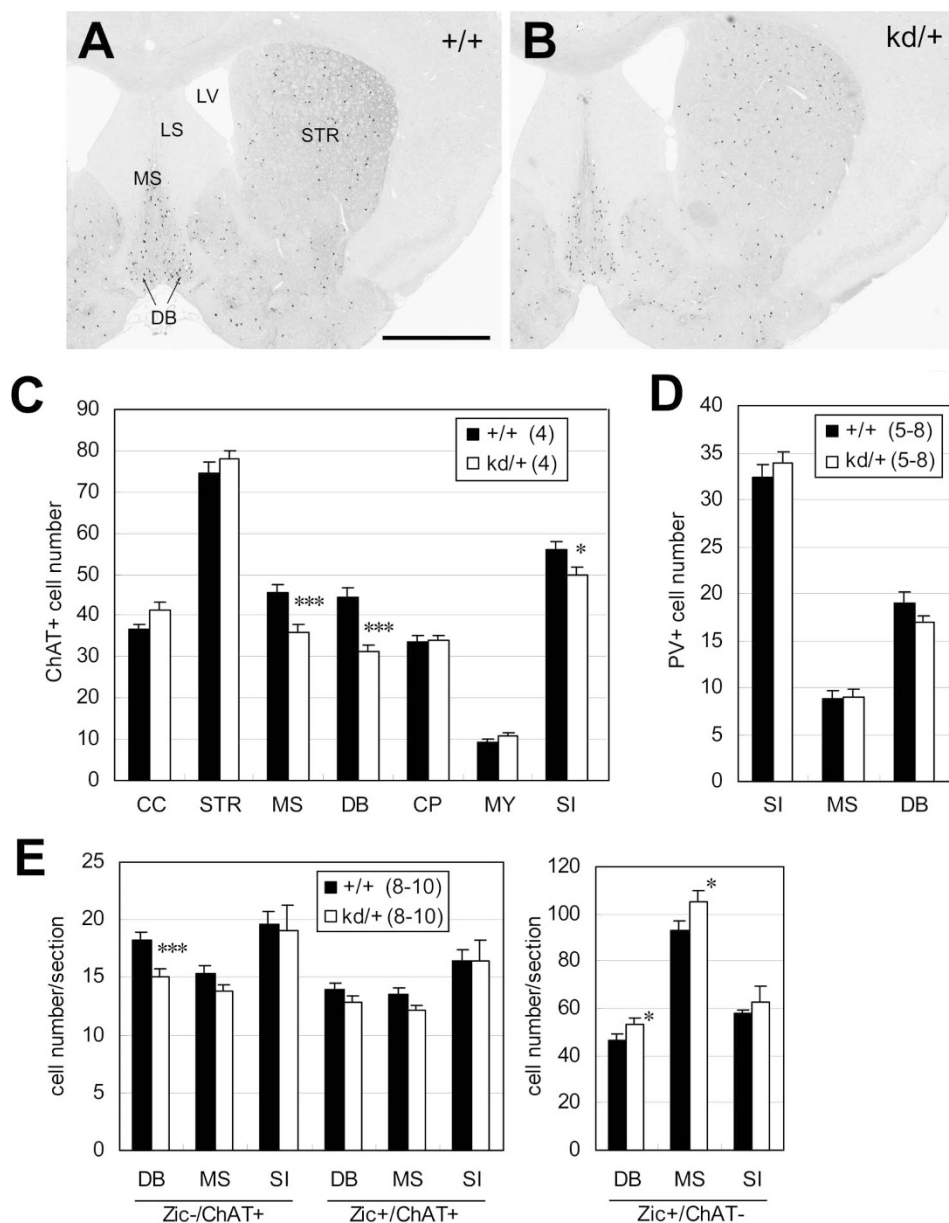 A
+/+
LV
LS
STR
MS
DB
B
kd/+
C
90
80
70
60
50
40
30
20
10
0
ChAT+ cell number
+/+ (4)
kd/+ (4)
***
***
*
CC STR MS DB CP MY SI
D
40
35
30
25
20
15
10
5
0
PV+ cell number
+/+ (5-8)
kd/+ (5-8)
SI MS DB
E
25
20
15
10
5
0
cell number/section
+/+ (8-10)
kd/+ (8-10)
***
DB MS SI DB MS SI
Zic-/ChAT+ Zic+/ChAT+
120
100
80
60
40
20
0
cell number/section
*
*
DB MS SI
Zic+/ChAT-